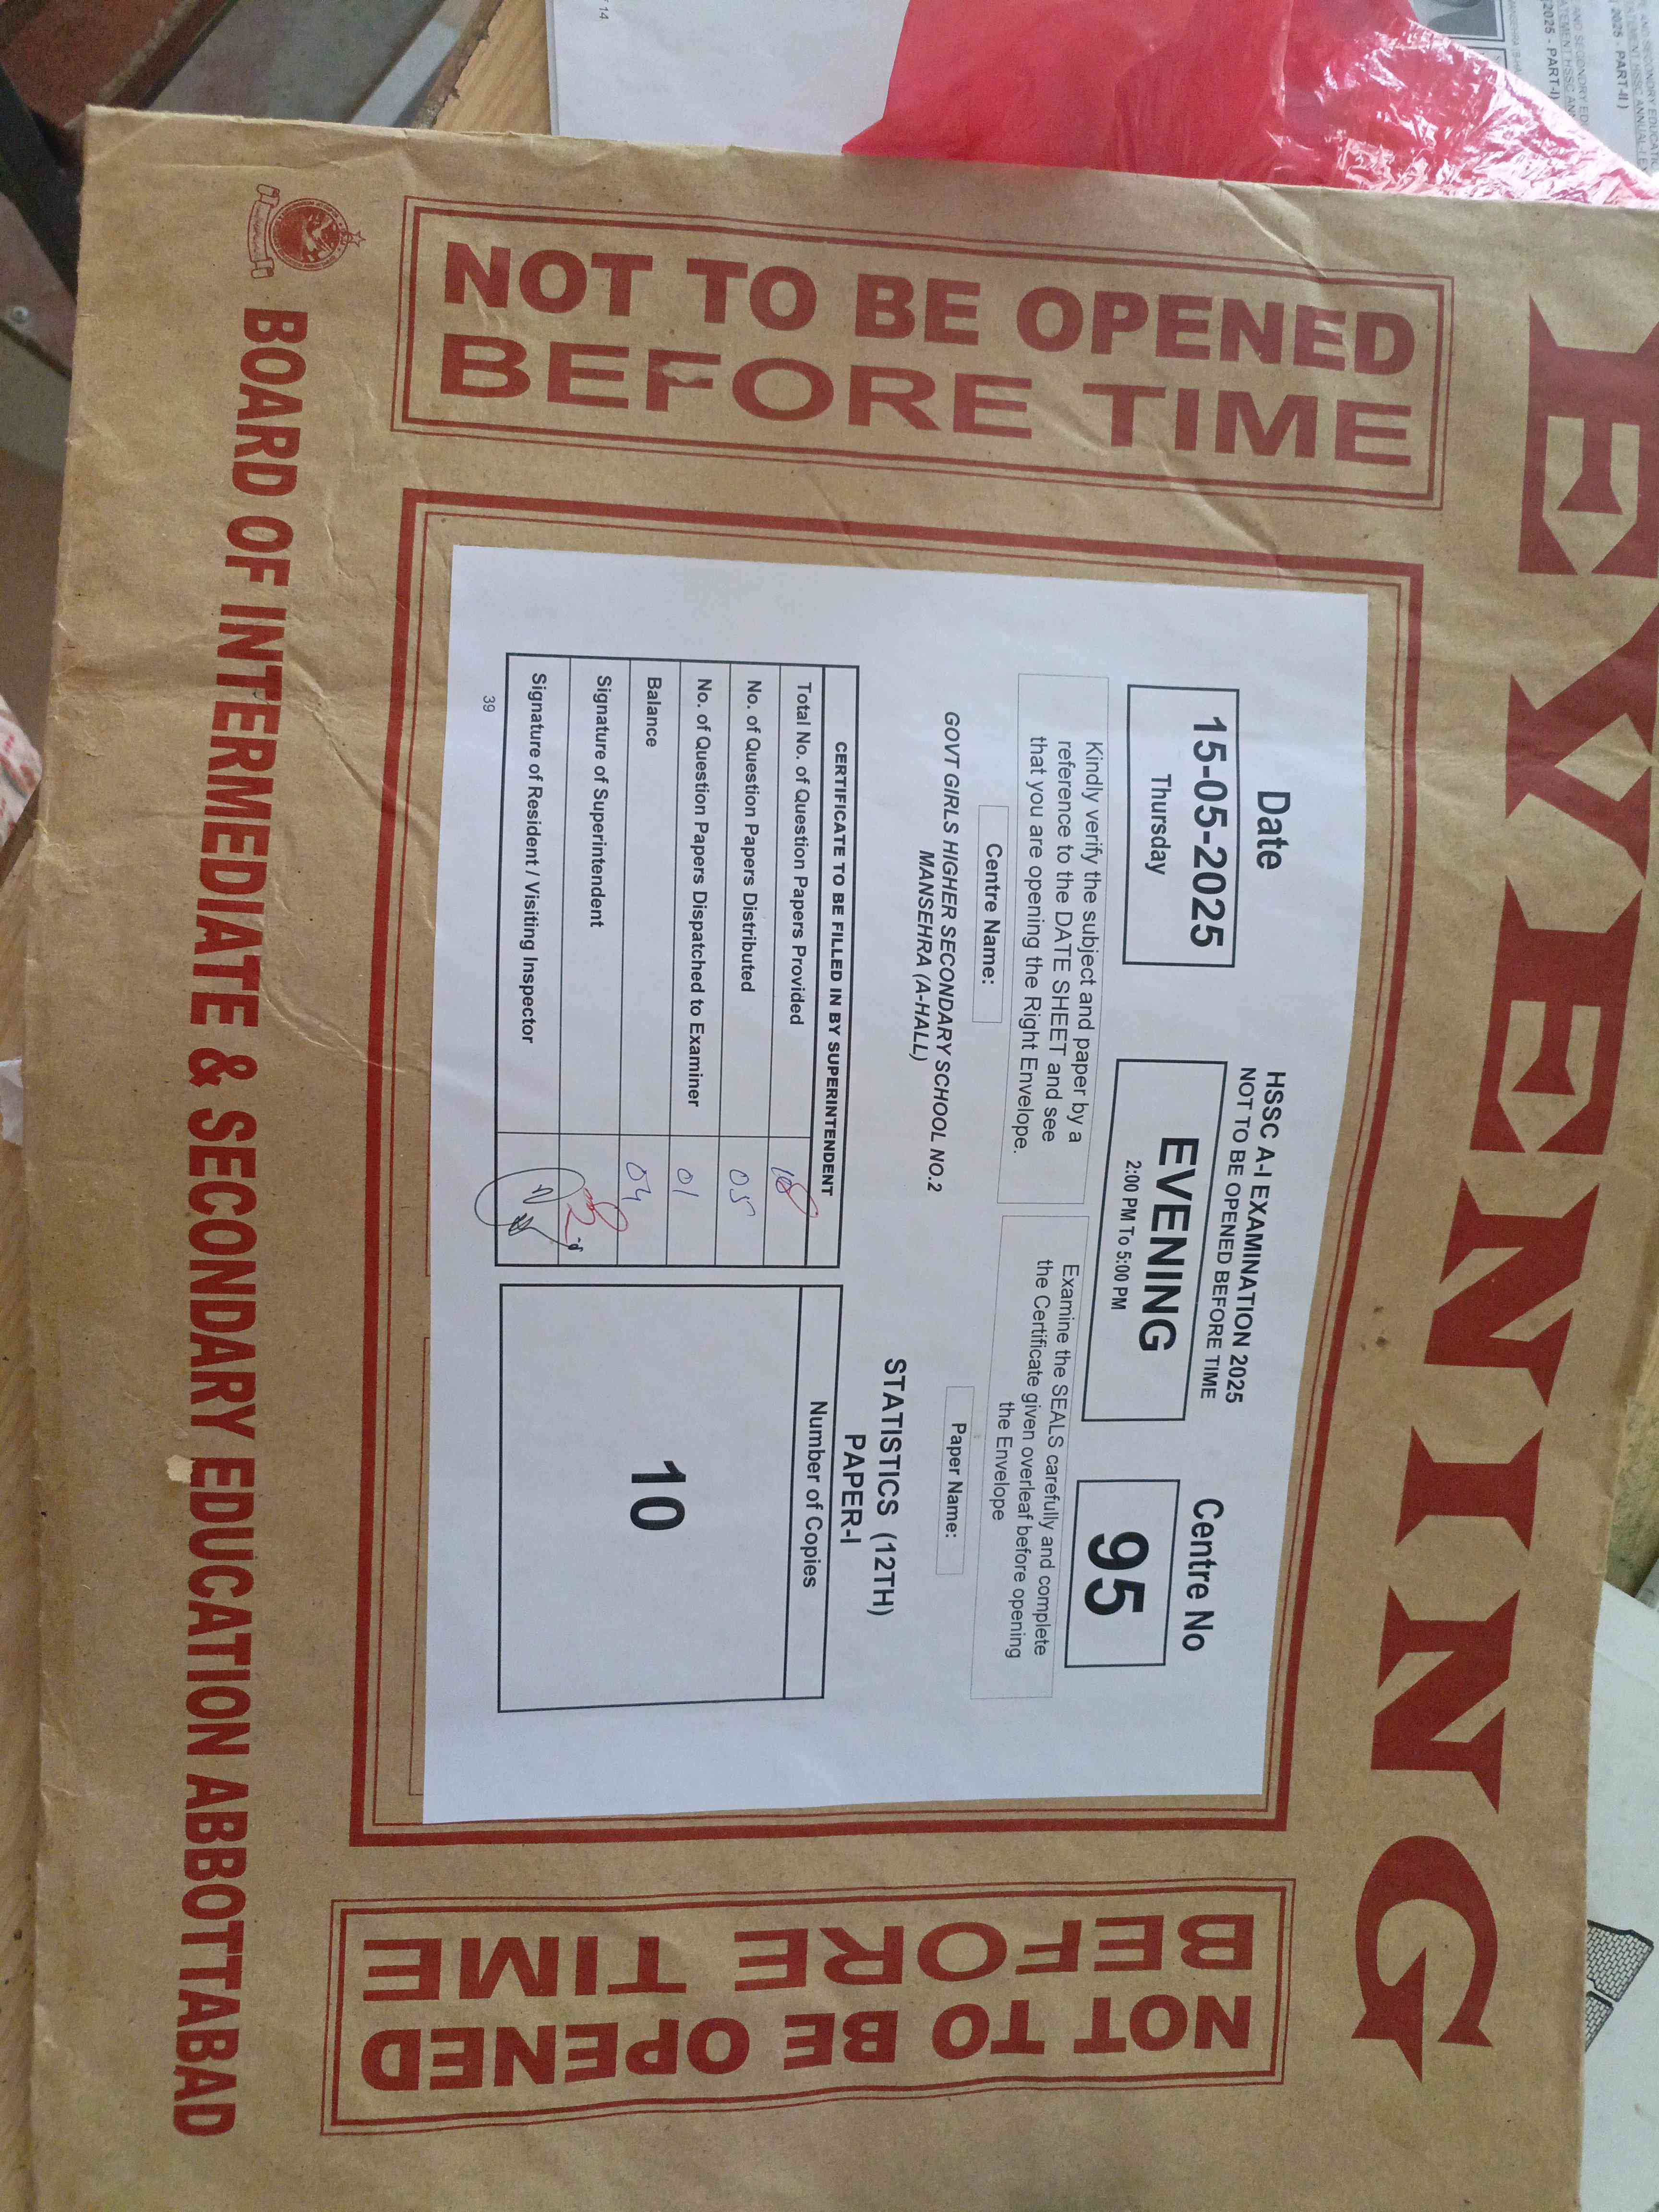 EVENING
NOT TO BE OPENED
BEFORE TIME
Date
15-05-2025
Thursday
HSSC A-I EXAMINATION 2025
NOT TO BE OPENED BEFORE TIME
EVENING
2:00 PM To 5:00 PM
Centre No
95
Kindly verify the subject and paper by a
reference to the DATE SHEET and see
that you are opening the Right Envelope.
Examine the SEALS carefully and complete
the Certificate given overleaf before opening
the Envelope
Centre Name:
GOVT GIRLS HIGHER SECONDARY SCHOOL NO.2
MANSEHRA (A-HALL)
Paper Name:
STATISTICS (12TH)
PAPER-I
CERTIFICATE TO BE FILLED IN BY SUPERINTENDENT
Total No. of Question Papers Provided 10
No. of Question Papers Distributed 05
No. of Question Papers Dispatched to Examiner 01
Balance 04
Signature of Superintendent
Signature of Resident / Visiting Inspector
Number of Copies
10
39
NOT TO BE OPENED
BEFORE TIME
BOARD OF INTERMEDIATE & SECONDARY EDUCATION ABBOTTABAD
14
2025 - PART-II )
2025 - PART-I)